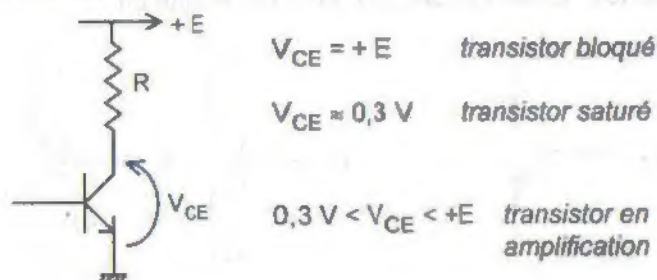 + E
R
V_CE
V_CE = + E transistor bloqué
V_CE ≈ 0,3 V transistor saturé
0,3 V < V_CE < +E transistor en
amplification